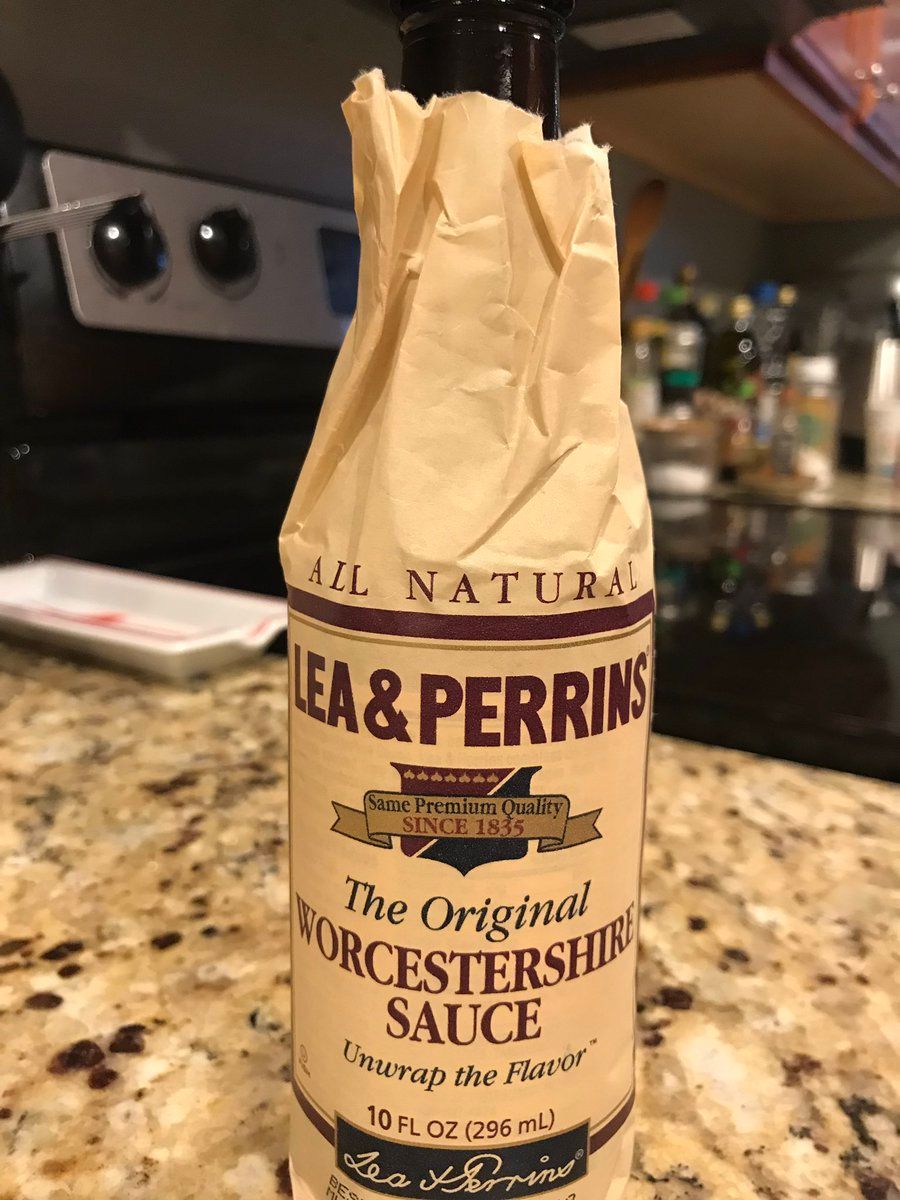 ALL NATURAL
LEA & PERRINS®
Same Premium Quality
SINCE 1835
The Original
WORCESTERSHIRE
SAUCE
Unwrap the Flavor™
10 FL OZ (296 mL)
Lea & Perrins®